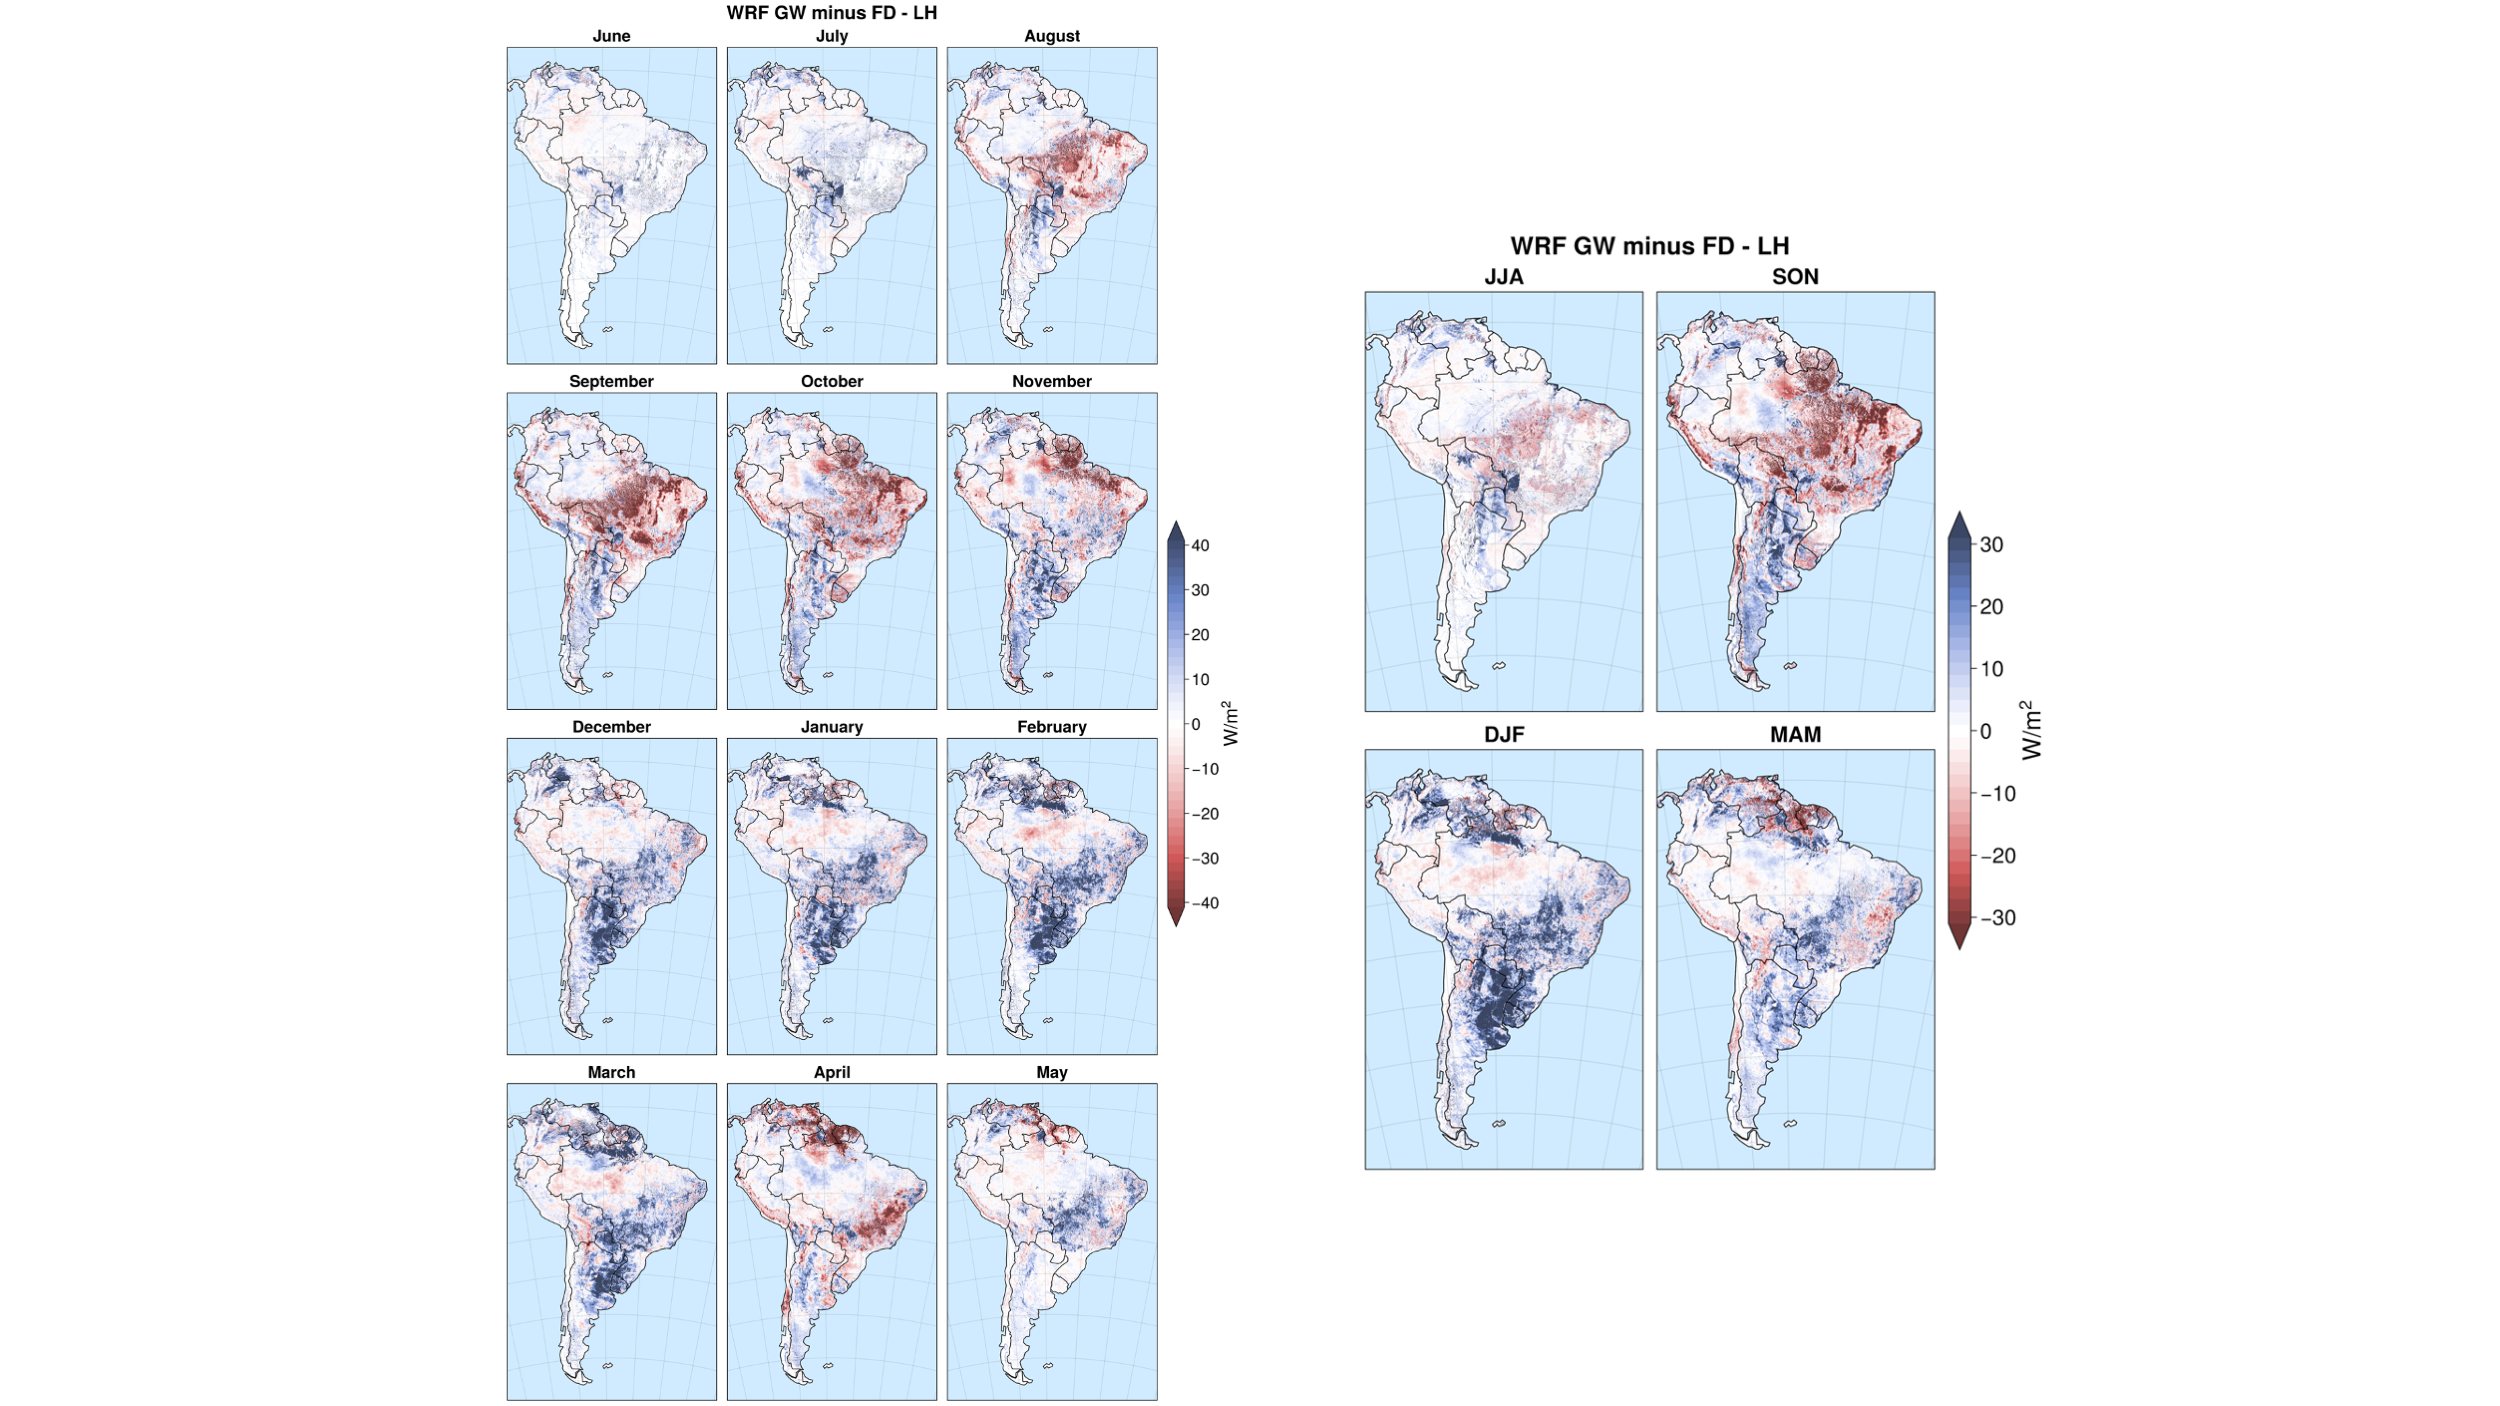 WRF GW minus FD - LH
June July August
September October November
December January February
March April May
40
30
20
10
0
−10
−20
−30
−40
W/m²
WRF GW minus FD - LH
JJA SON
DJF MAM
30
20
10
0
−10
−20
−30
W/m²